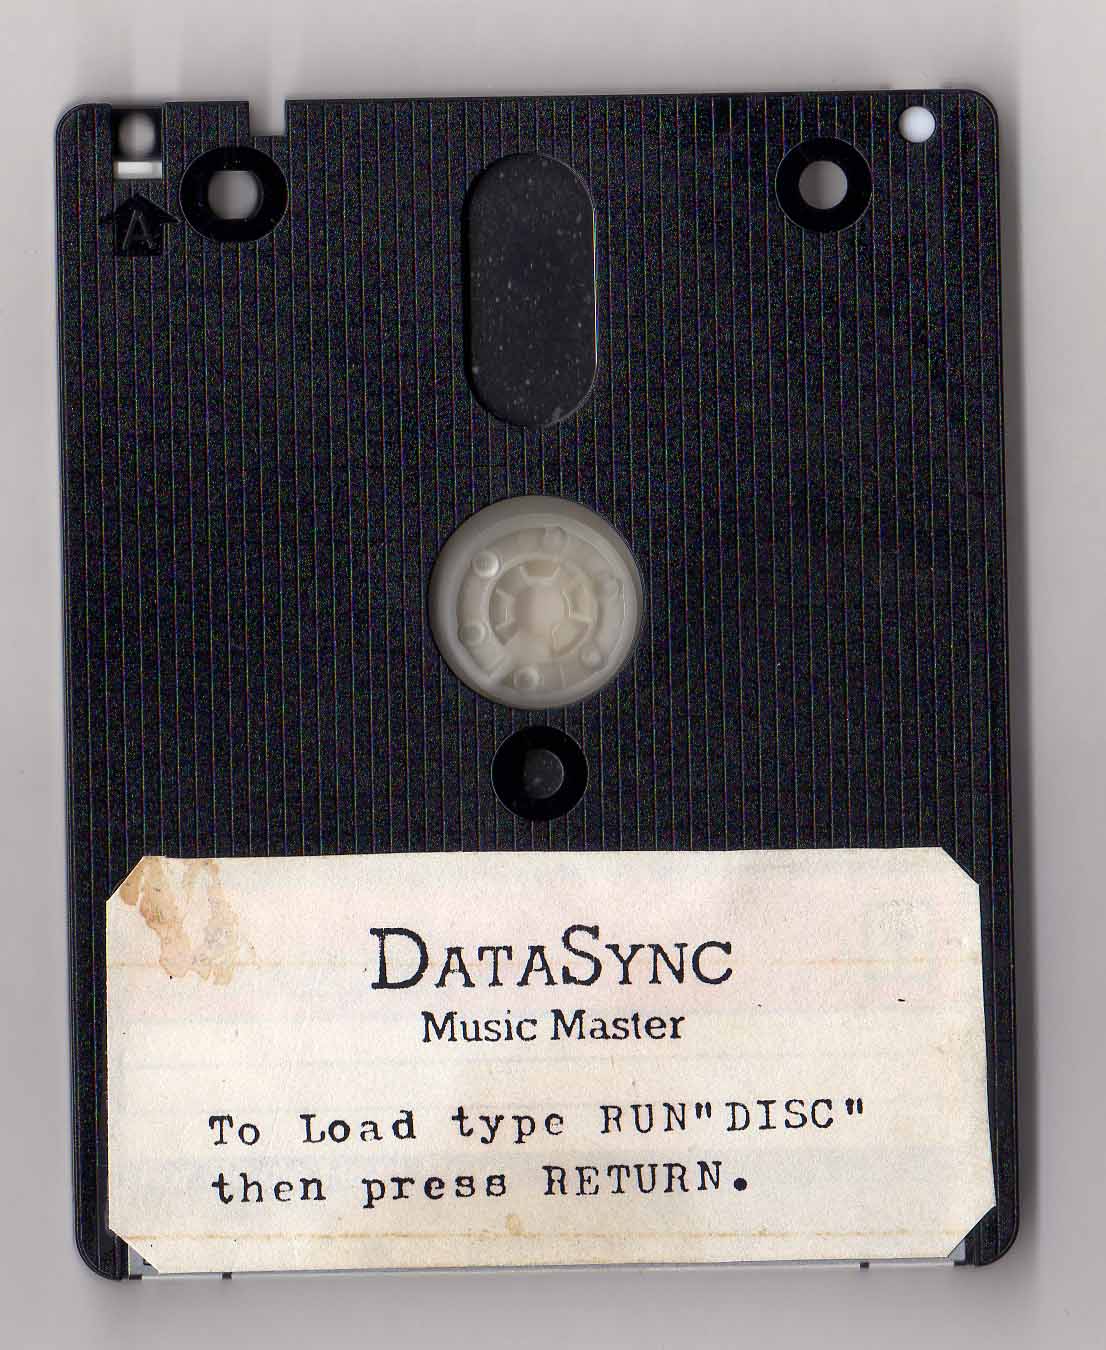 A
DATASYNC
Music Master
To Load type RUN"DISC"
then press RETURN.